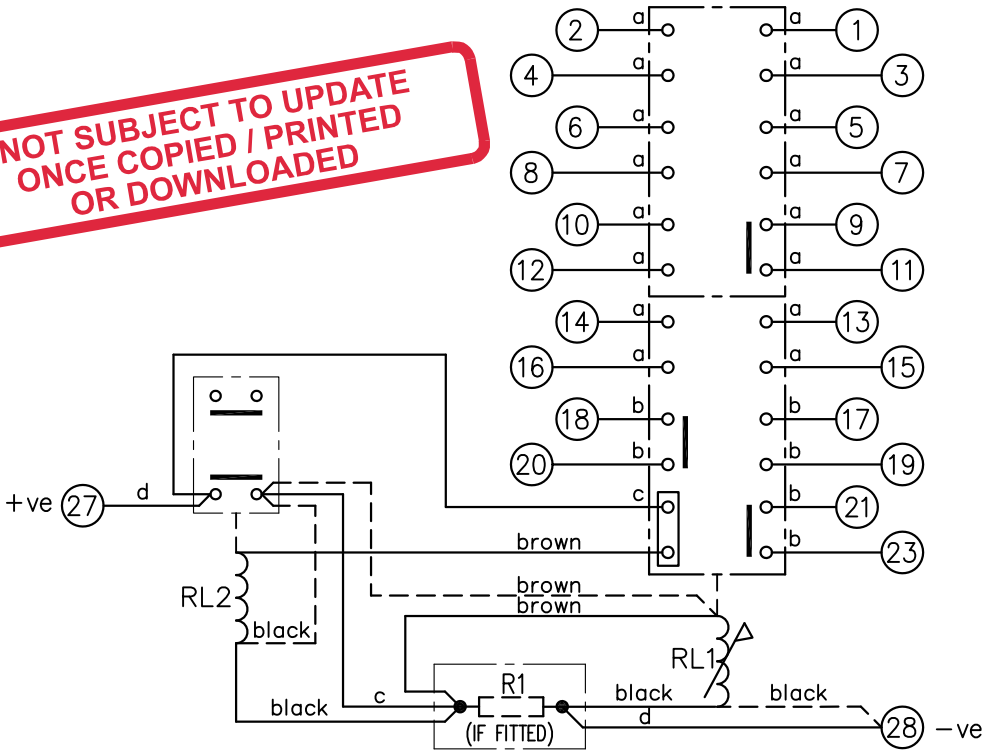 NOT SUBJECT TO UPDATE
ONCE COPIED / PRINTED
OR DOWNLOADED
2 a a 1
4 a a 3
6 a a 5
8 a a 7
10 a a 9
12 a a 11
14 a a 13
16 a a 15
18 b b 17
20 b b 19
c b 21
b 23
+ve 27 d
brown
brown
brown
RL2
black
RL1
R1
(IF FITTED)
black
c
black
d
black
28 -ve